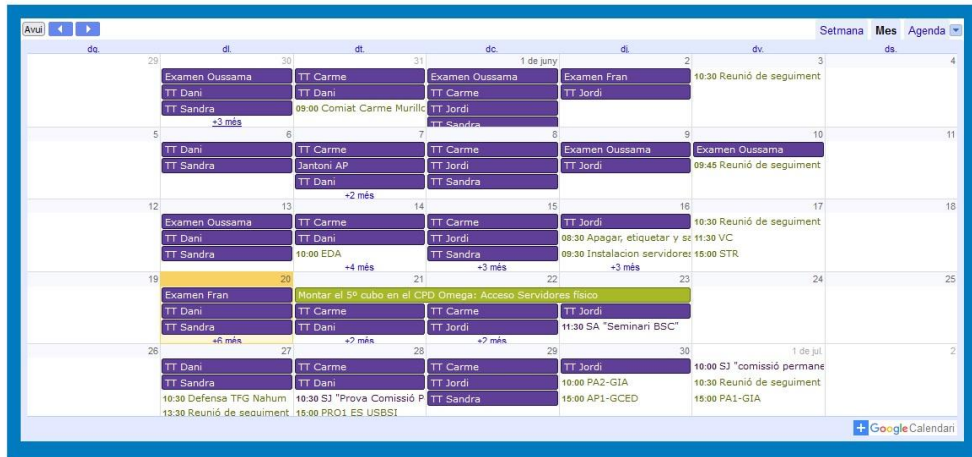 Avui Setmana Mes Agenda
dg. dl. dt. dc. dj. dv. ds.
29 30 31 1 de juny 2 3 4
Examen Oussama TT Carme Examen Oussama Examen Fran 10:30 Reunió de seguiment
TT Dani TT Dani TT Carme TT Jordi
TT Sandra 09:00 Comiat Carme Murillo TT Jordi
+3 més TT Sandra
5 6 7 8 9 10 11
TT Dani TT Carme TT Carme Examen Oussama Examen Oussama
TT Sandra Jantoni AP TT Jordi TT Jordi 09:45 Reunió de seguiment
TT Dani TT Sandra
+2 més
12 13 14 15 16 17 18
Examen Oussama TT Carme TT Carme TT Jordi 10:30 Reunió de seguiment
TT Dani TT Dani TT Jordi 08:30 Apagar, etiquetar y sa 11:30 VC
TT Sandra 10:00 EDA TT Sandra 09:30 Instalacion servidores 15:00 STR
+4 més +3 més +3 més
19 20 21 22 23 24 25
Examen Fran Montar el 5º cubo en el CPD Omega: Acceso Servidores físico
TT Dani TT Carme TT Carme TT Jordi
TT Sandra TT Dani TT Jordi 11:30 SA "Seminari BSC"
+6 més +2 més +2 més
26 27 28 29 30 1 de jul. 2
TT Dani TT Carme TT Carme TT Jordi 10:00 SJ "comissió permane
TT Sandra TT Dani TT Jordi 10:00 PA2-GIA 10:30 Reunió de seguiment
10:30 Defensa TFG Nahum 10:30 SJ "Prova Comissió P TT Sandra 15:00 AP1-GCED 15:00 PA1-GIA
13:30 Reunió de seguiment 15:00 PRO1 ES USBSI
Google Calendari